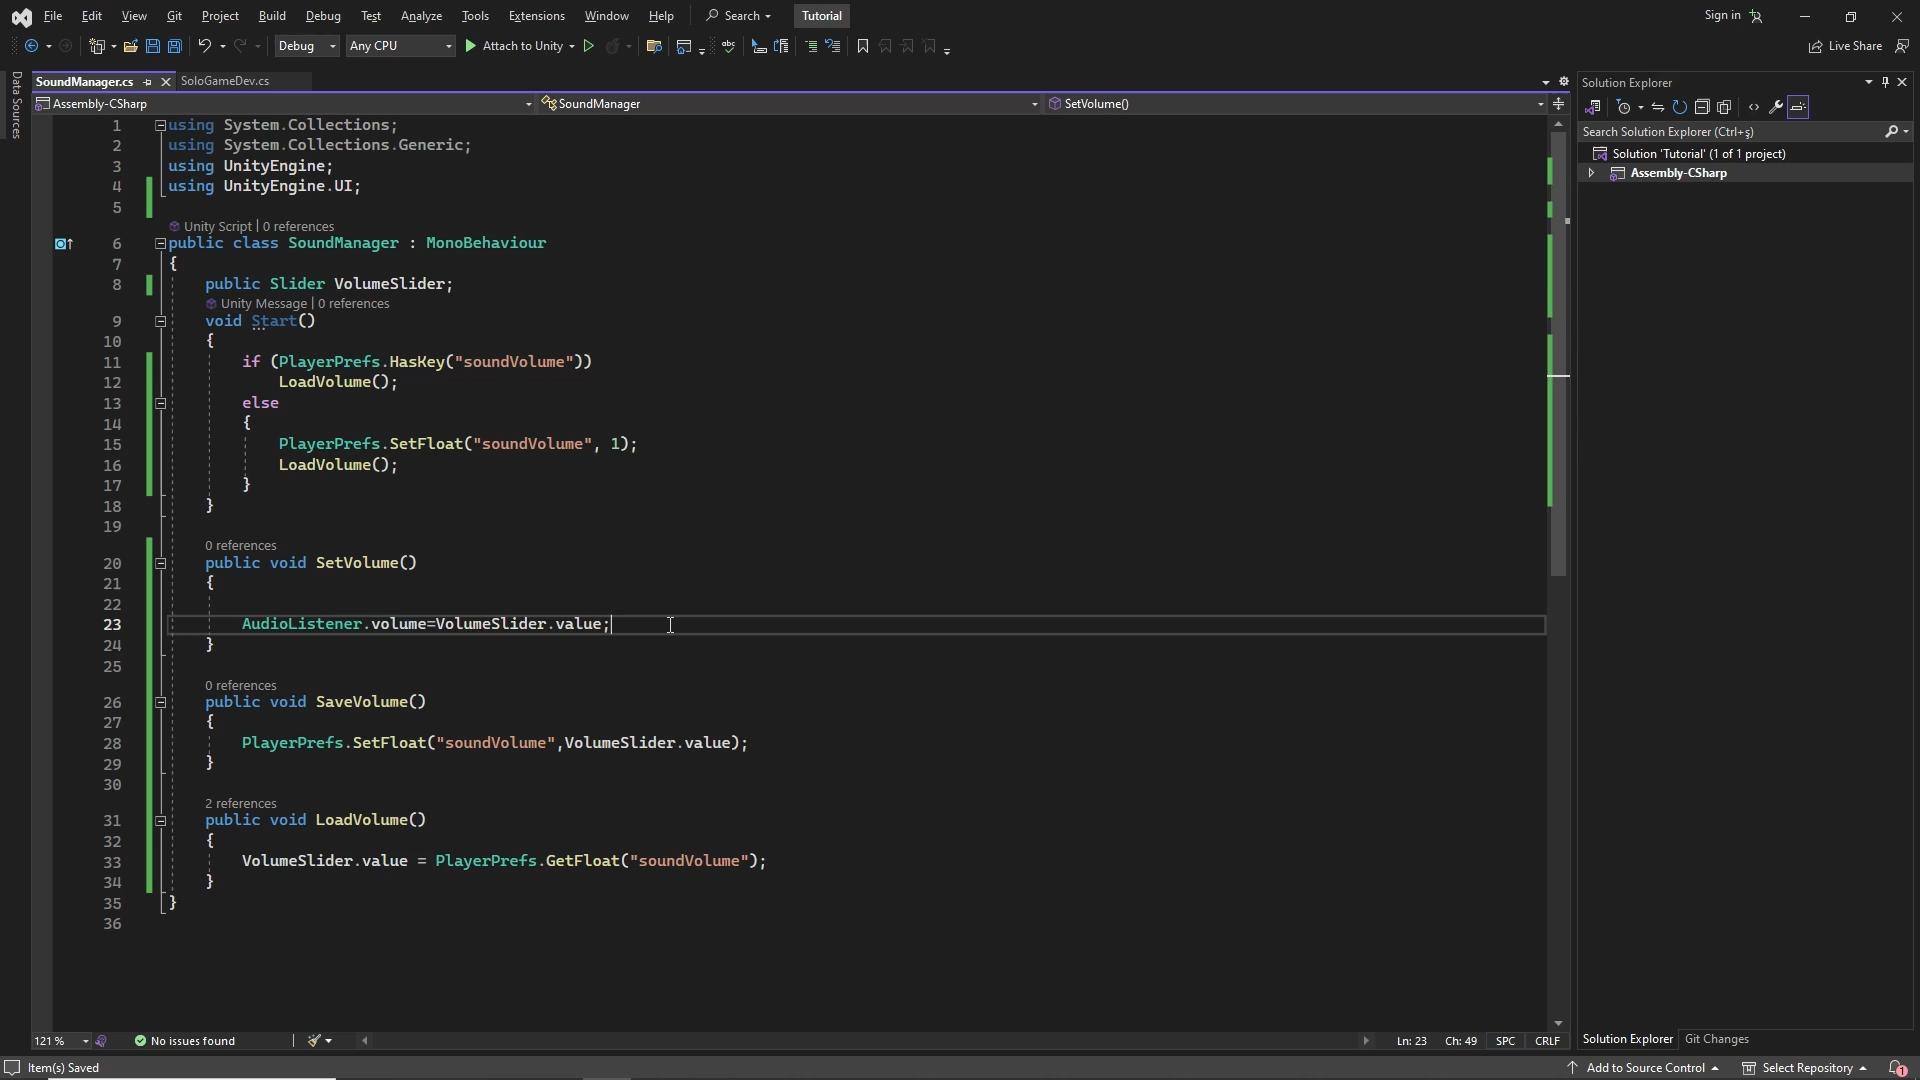 File Edit View Git Project Build Debug Test Analyze Tools Extensions Window Help Search Tutorial Sign in
Debug Any CPU Attach to Unity abc Live Share
Data Sources
SoundManager.cs SoloGameDev.cs
Assembly-CSharp SoundManager SetVolume()
1 using System.Collections;
2 using System.Collections.Generic;
3 using UnityEngine;
4 using UnityEngine.UI;
5
Unity Script | 0 references
6 public class SoundManager : MonoBehaviour
7 {
8 public Slider VolumeSlider;
Unity Message | 0 references
9 void Start()
10 {
11 if (PlayerPrefs.HasKey("soundVolume"))
12 LoadVolume();
13 else
14 {
15 PlayerPrefs.SetFloat("soundVolume", 1);
16 LoadVolume();
17 }
18 }
19
0 references
20 public void SetVolume()
21 {
22
23 AudioListener.volume=VolumeSlider.value;
24 }
25
0 references
26 public void SaveVolume()
27 {
28 PlayerPrefs.SetFloat("soundVolume",VolumeSlider.value);
29 }
30
2 references
31 public void LoadVolume()
32 {
33 VolumeSlider.value = PlayerPrefs.GetFloat("soundVolume");
34 }
35 }
36
Solution Explorer
Search Solution Explorer (Ctrl+ş)
Solution 'Tutorial' (1 of 1 project)
Assembly-CSharp
121 % No issues found Ln: 23 Ch: 49 SPC CRLF
Solution Explorer Git Changes
Item(s) Saved Add to Source Control Select Repository 1